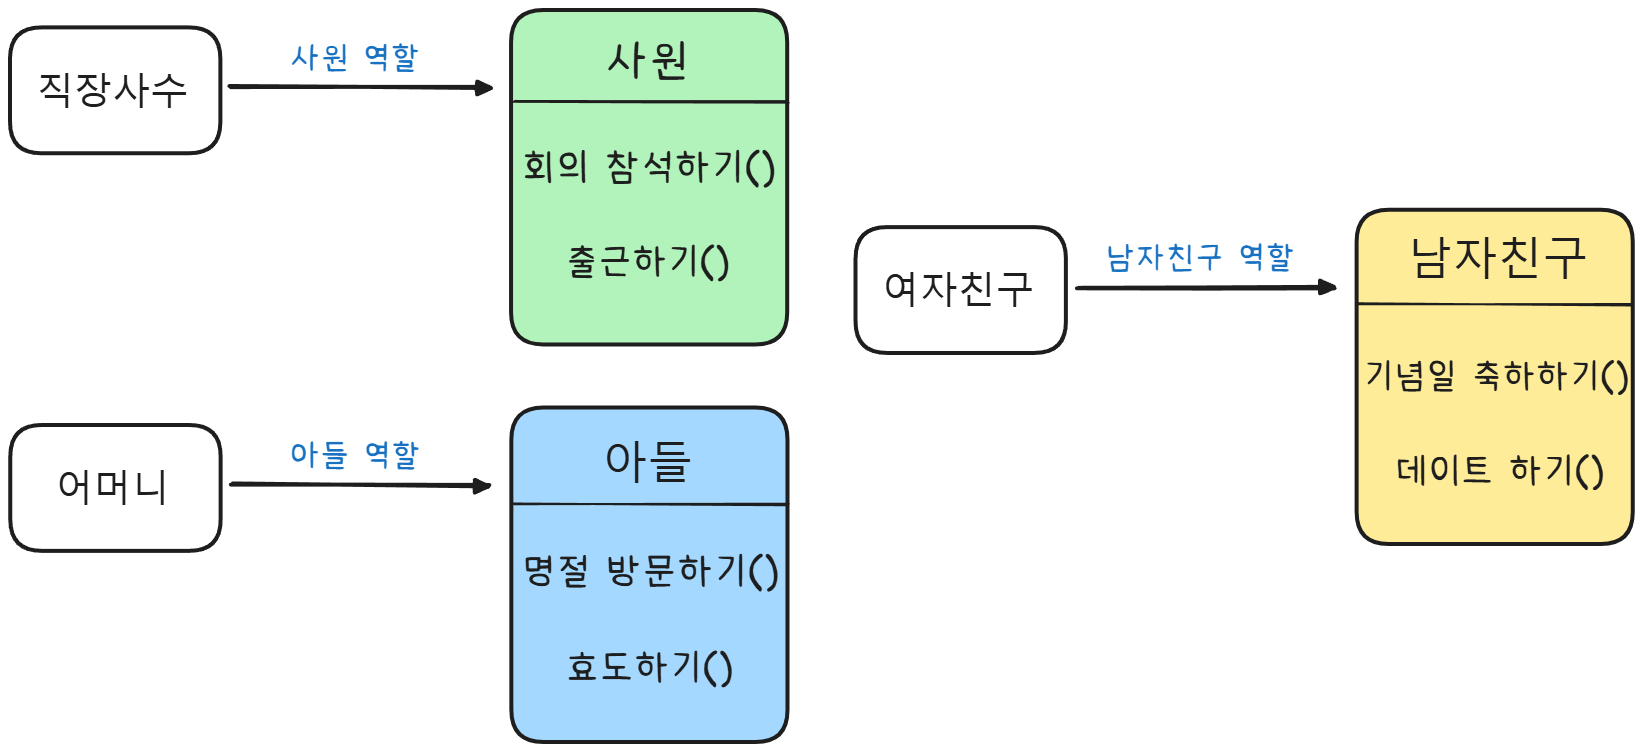 직장사수
사원 역할
사원
회의 참석하기()
출근하기()
어머니
아들 역할
아들
명절 방문하기()
효도하기()
여자친구
남자친구 역할
남자친구
기념일 축하하기()
데이트 하기()